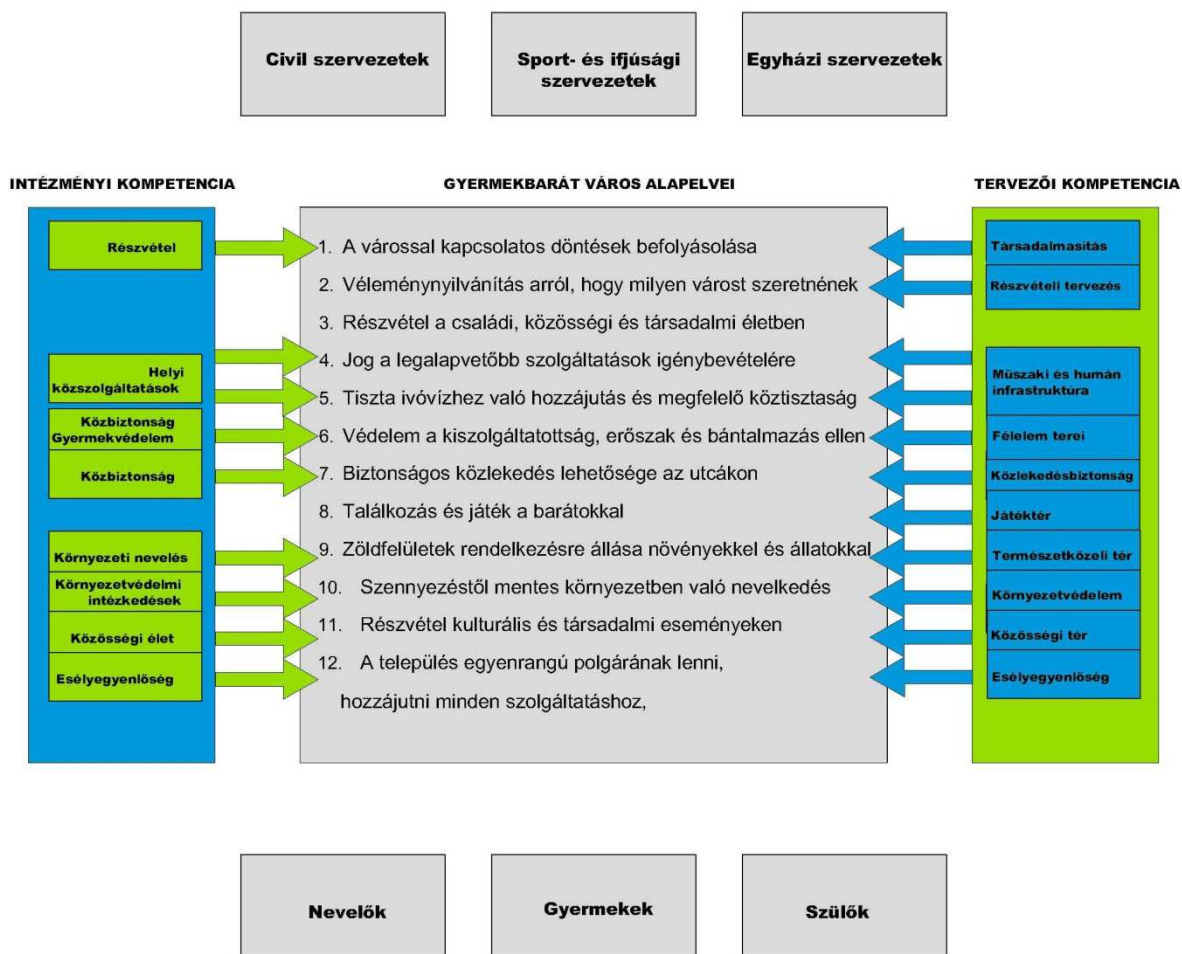 Civil szervezetek
Sport- és ifjúsági
szervezetek
Egyházi szervezetek
INTÉZMÉNYI KOMPETENCIA
GYERMEKBARÁT VÁROS ALAPELVEI
TERVEZŐI KOMPETENCIA
Részvétel
Helyi
közszolgáltatások
Közbiztonság
Gyermekvédelem
Közbiztonság
Környezeti nevelés
Környezetvédelmi
intézkedések
Közösségi élet
Esélyegyenlőség
1. A várossal kapcsolatos döntések befolyásolása
2. Véleménynyilvánítás arról, hogy milyen várost szeretnének
3. Részvétel a családi, közösségi és társadalmi életben
4. Jog a legalapvetőbb szolgáltatások igénybevételére
5. Tiszta ivóvízhez való hozzájutás és megfelelő köztisztaság
6. Védelem a kiszolgáltatottság, erőszak és bántalmazás ellen
7. Biztonságos közlekedés lehetősége az utcákon
8. Találkozás és játék a barátokkal
9. Zöldfelületek rendelkezésre állása növényekkel és állatokkal
10. Szennyezéstől mentes környezetben való nevelkedés
11. Részvétel kulturális és társadalmi eseményeken
12. A település egyenrangú polgárának lenni,
hozzájutni minden szolgáltatáshoz,
Társadalmasítás
Részvételi tervezés
Műszaki és humán
infrastruktúra
Félelem terei
Közlekedésbiztonság
Játéktér
Természetközeli tér
Környezetvédelem
Közösségi tér
Esélyegyenlőség
Nevelők
Gyermekek
Szülők